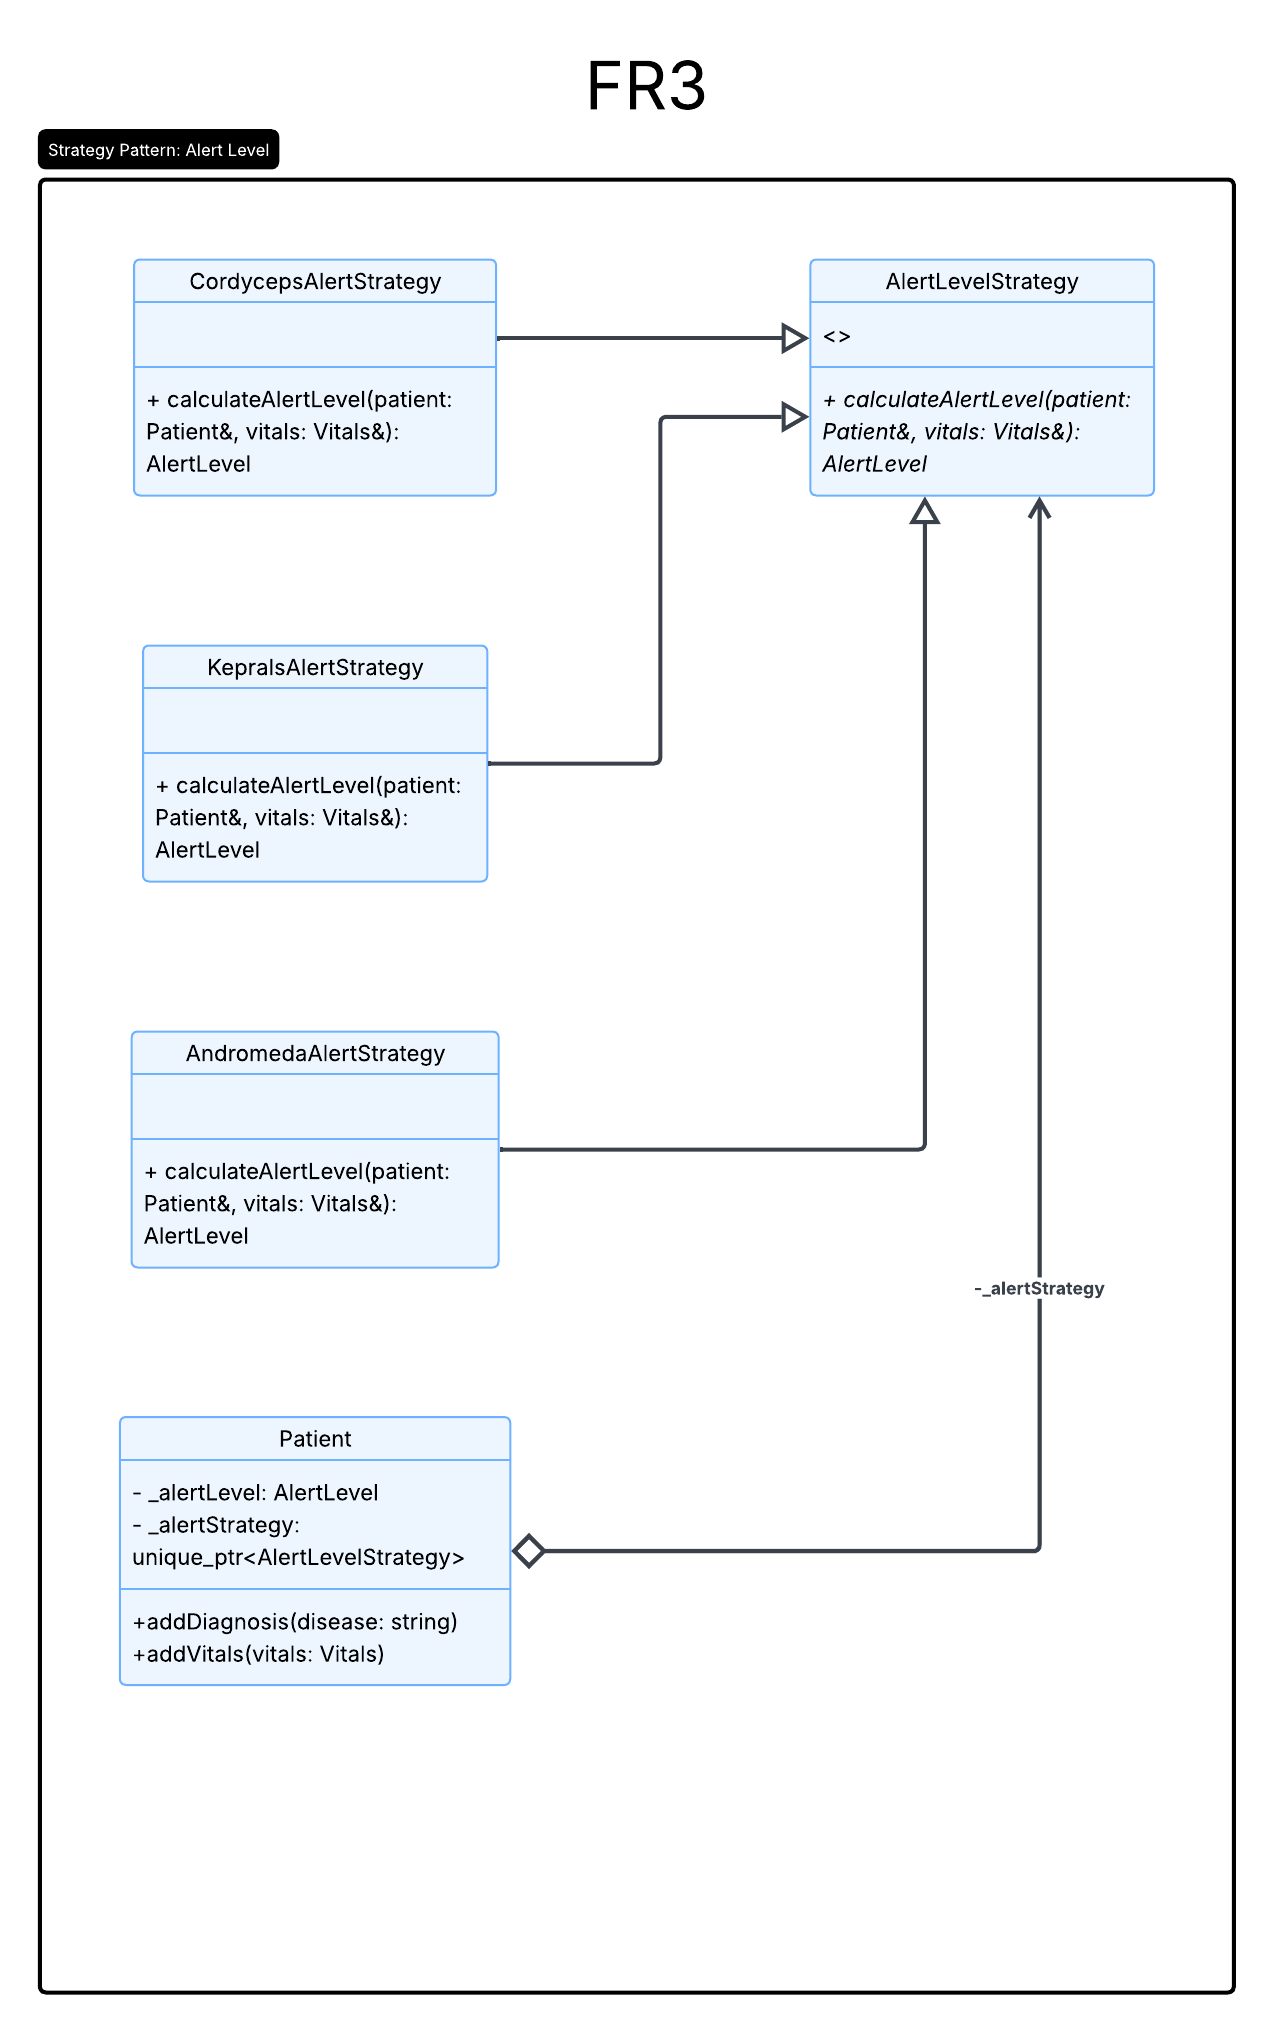 FR3
Strategy Pattern: Alert Level
CordycepsAlertStrategy
+ calculateAlertLevel(patient:
Patient&, vitals: Vitals&):
AlertLevel
AlertLevelStrategy
<>
+ calculateAlertLevel(patient:
Patient&, vitals: Vitals&):
AlertLevel
KepralsAlertStrategy
+ calculateAlertLevel(patient:
Patient&, vitals: Vitals&):
AlertLevel
AndromedaAlertStrategy
+ calculateAlertLevel(patient:
Patient&, vitals: Vitals&):
AlertLevel
-_alertStrategy
Patient
- _alertLevel: AlertLevel
- _alertStrategy:
unique_ptr<AlertLevelStrategy>
+addDiagnosis(disease: string)
+addVitals(vitals: Vitals)